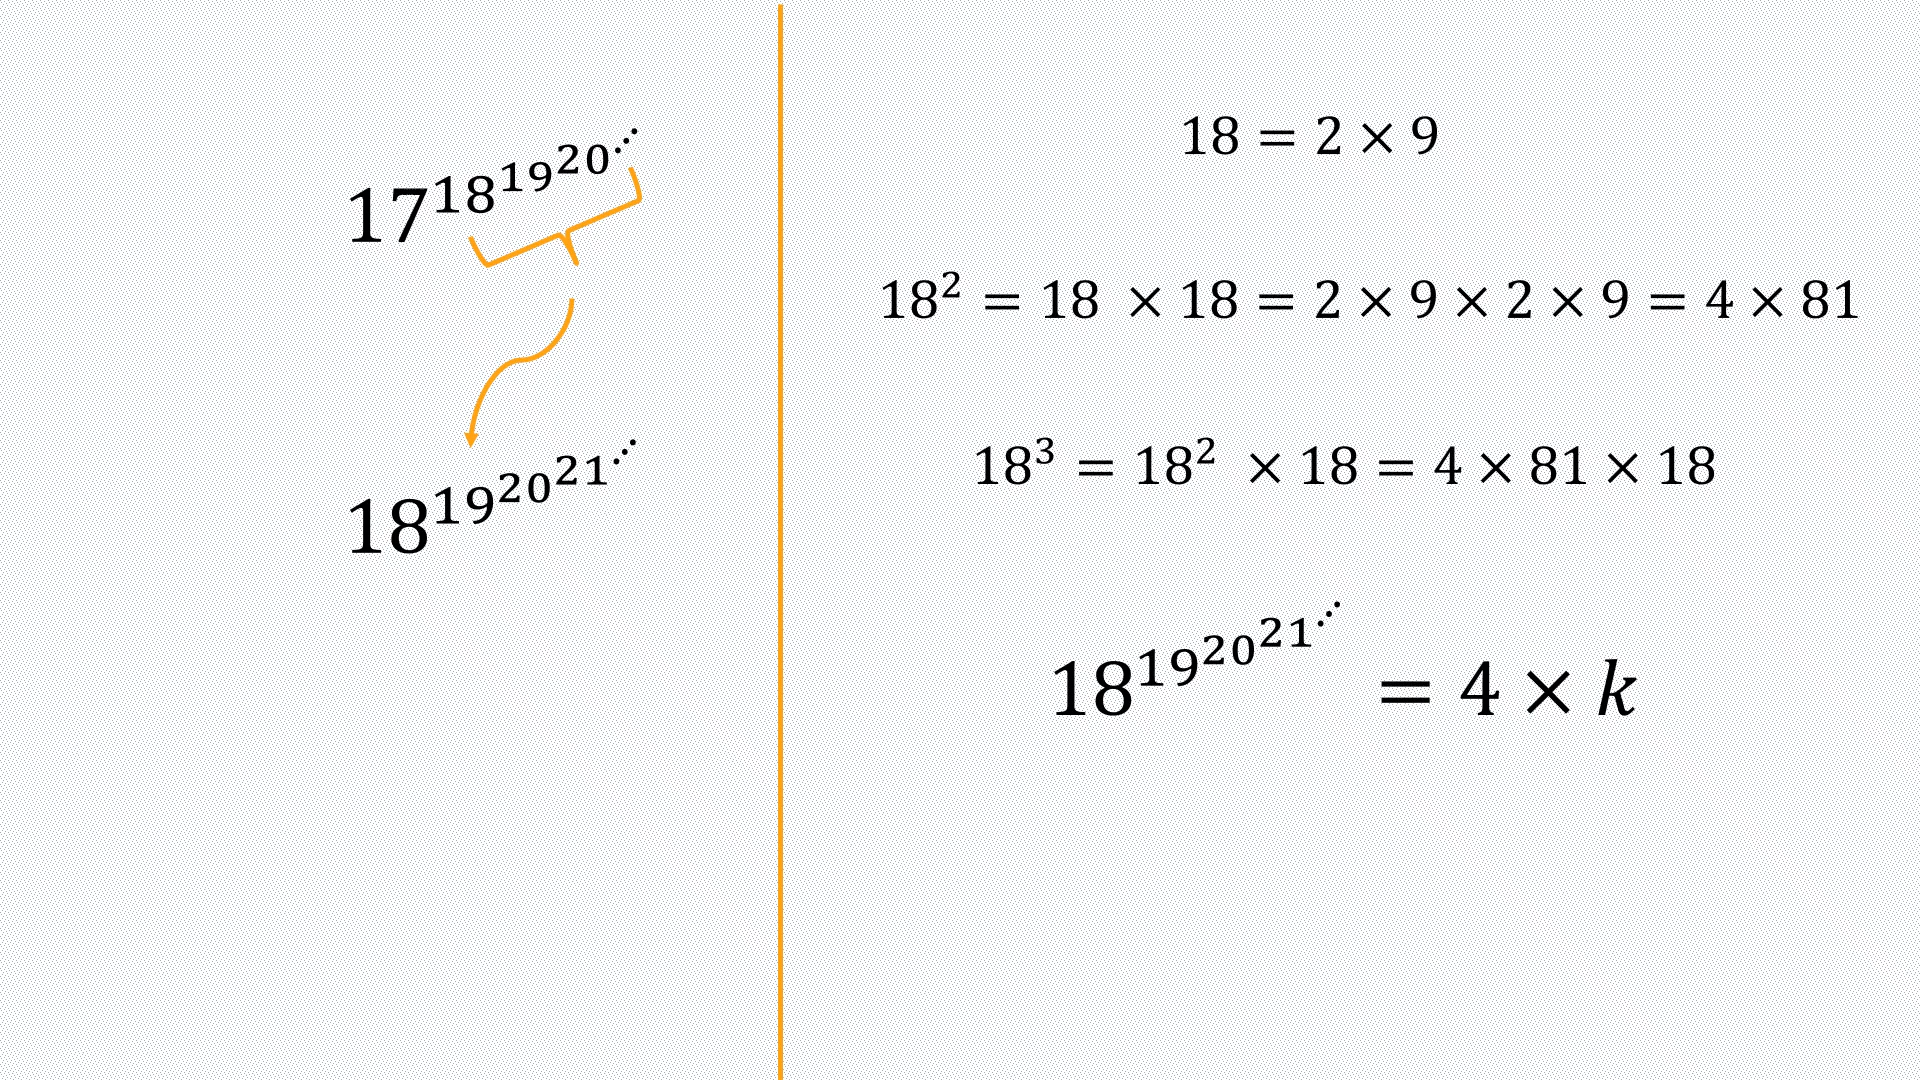 17^18^19^20^⋰
18^19^20^21^⋰
18 = 2 × 9
18² = 18 × 18 = 2 × 9 × 2 × 9 = 4 × 81
18³ = 18² × 18 = 4 × 81 × 18
18^19^20^21^⋰ = 4 × k